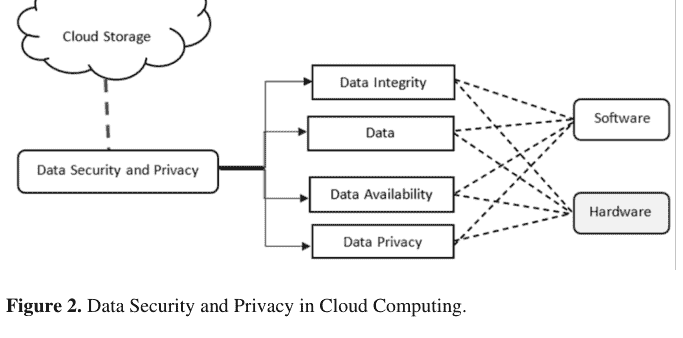 Cloud Storage
Data Integrity
Software
Data
Data Security and Privacy
Data Availability
Hardware
Data Privacy
Figure 2. Data Security and Privacy in Cloud Computing.